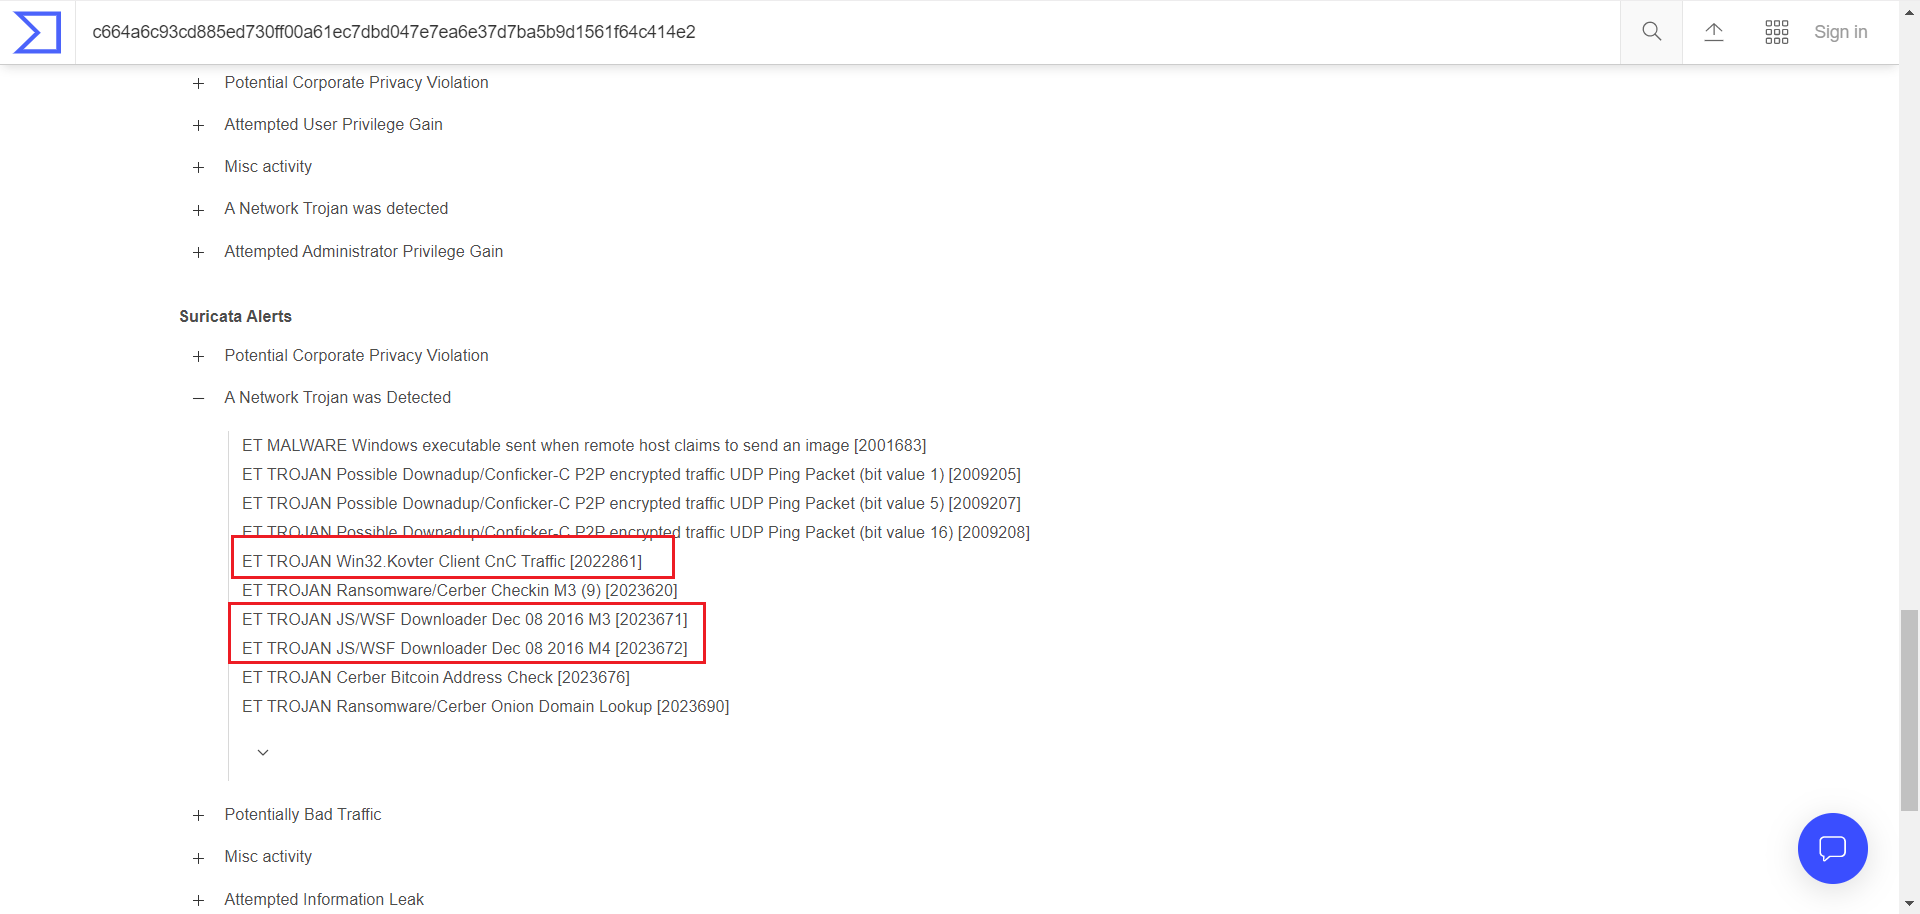 c664a6c93cd885ed730ff00a61ec7dbd047e7ea6e37d7ba5b9d1561f64c414e2
Sign in
Potential Corporate Privacy Violation
Attempted User Privilege Gain
Misc activity
A Network Trojan was detected
Attempted Administrator Privilege Gain
Suricata Alerts
Potential Corporate Privacy Violation
A Network Trojan was Detected
ET MALWARE Windows executable sent when remote host claims to send an image [2001683]
ET TROJAN Possible Downadup/Conficker-C P2P encrypted traffic UDP Ping Packet (bit value 1) [2009205]
ET TROJAN Possible Downadup/Conficker-C P2P encrypted traffic UDP Ping Packet (bit value 5) [2009207]
ET TROJAN Possible Downadup/Conficker-C P2P encrypted traffic UDP Ping Packet (bit value 16) [2009208]
ET TROJAN Win32.Kovter Client CnC Traffic [2022861]
ET TROJAN Ransomware/Cerber Checkin M3 (9) [2023620]
ET TROJAN JS/WSF Downloader Dec 08 2016 M3 [2023671]
ET TROJAN JS/WSF Downloader Dec 08 2016 M4 [2023672]
ET TROJAN Cerber Bitcoin Address Check [2023676]
ET TROJAN Ransomware/Cerber Onion Domain Lookup [2023690]
Potentially Bad Traffic
Misc activity
Attempted Information Leak